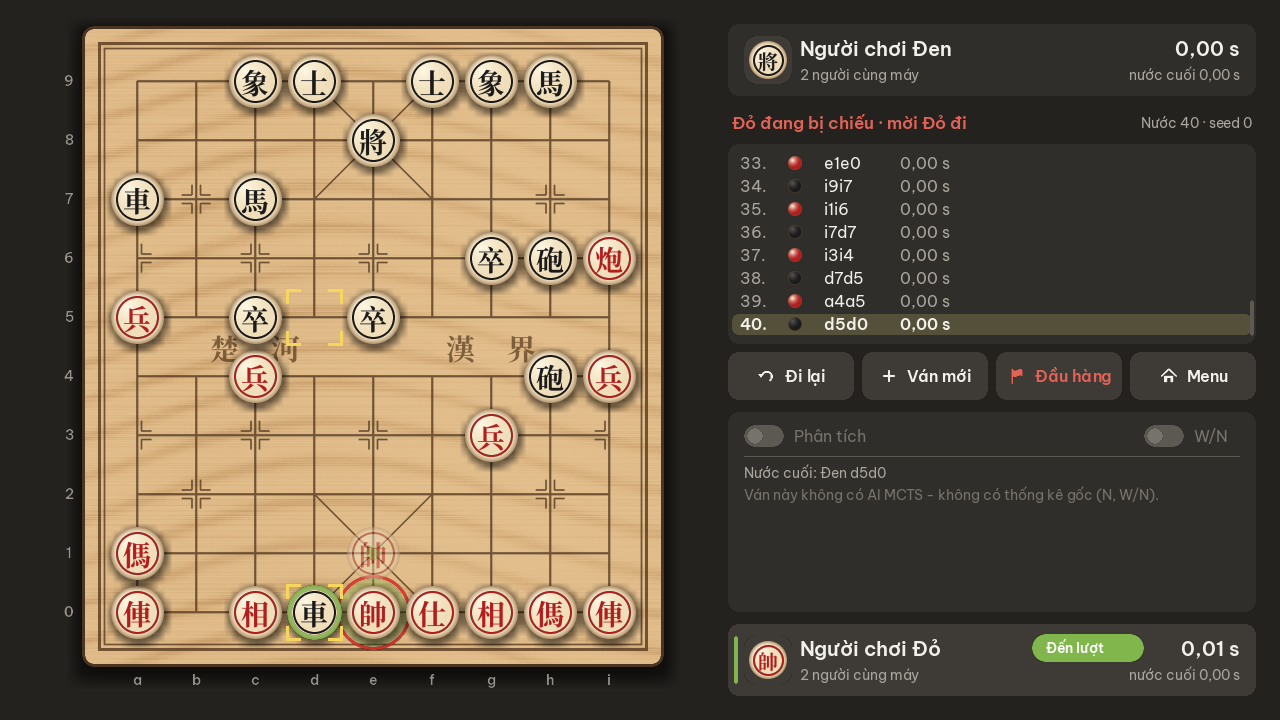 9 象 士 士 象 馬
8 將
7 車 馬
6 卒 砲 炮
5 兵 卒 卒
楚 河 漢 界
4 兵 砲 兵
3 兵
2
1 傌 帥
0 俥 相 車 帥 仕 相 傌 俥
a b c d e f g h i
將 Người chơi Đen 0,00 s
2 người cùng máy nước cuối 0,00 s
Đỏ đang bị chiếu · mời Đỏ đi Nước 40 · seed 0
33. e1e0 0,00 s
34. i9i7 0,00 s
35. i1i6 0,00 s
36. i7d7 0,00 s
37. i3i4 0,00 s
38. d7d5 0,00 s
39. a4a5 0,00 s
40. d5d0 0,00 s
Đi lại Ván mới Đầu hàng Menu
Phân tích W/N
Nước cuối: Đen d5d0
Ván này không có AI MCTS – không có thống kê gốc (N, W/N).
帥 Người chơi Đỏ Đến lượt 0,01 s
2 người cùng máy nước cuối 0,00 s